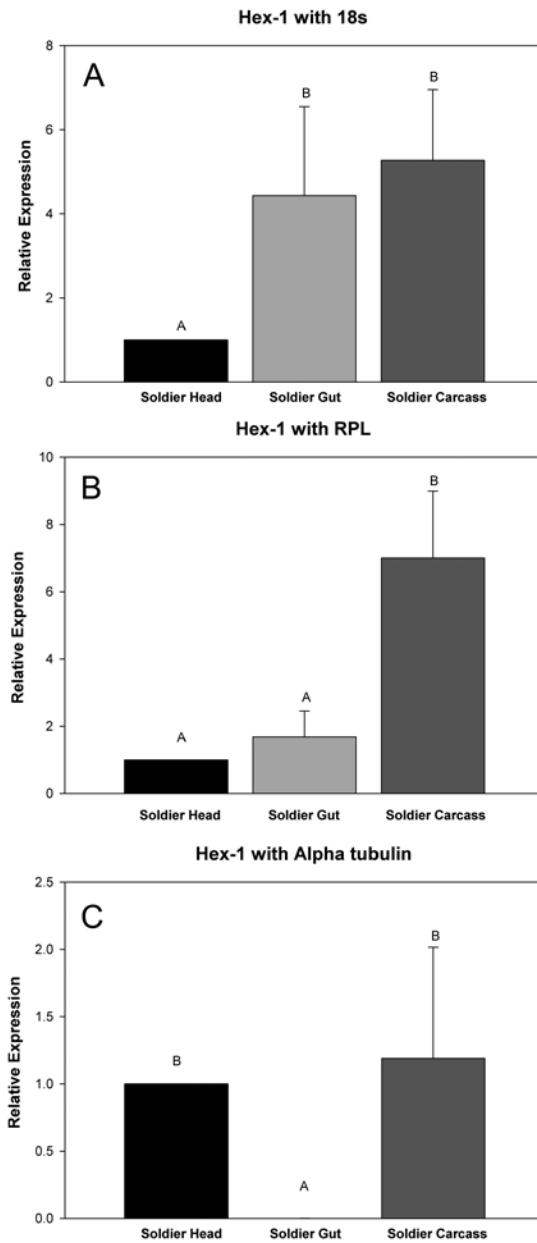 Hex-1 with 18s
A
8
6
4
2
0
Relative Expression
A
B
B
Soldier Head Soldier Gut Soldier Carcass
Hex-1 with RPL
B
10
8
6
4
2
0
Relative Expression
A
A
B
Soldier Head Soldier Gut Soldier Carcass
Hex-1 with Alpha tubulin
C
2.5
2.0
1.5
1.0
0.5
0.0
Relative Expression
B
A
B
Soldier Head Soldier Gut Soldier Carcass